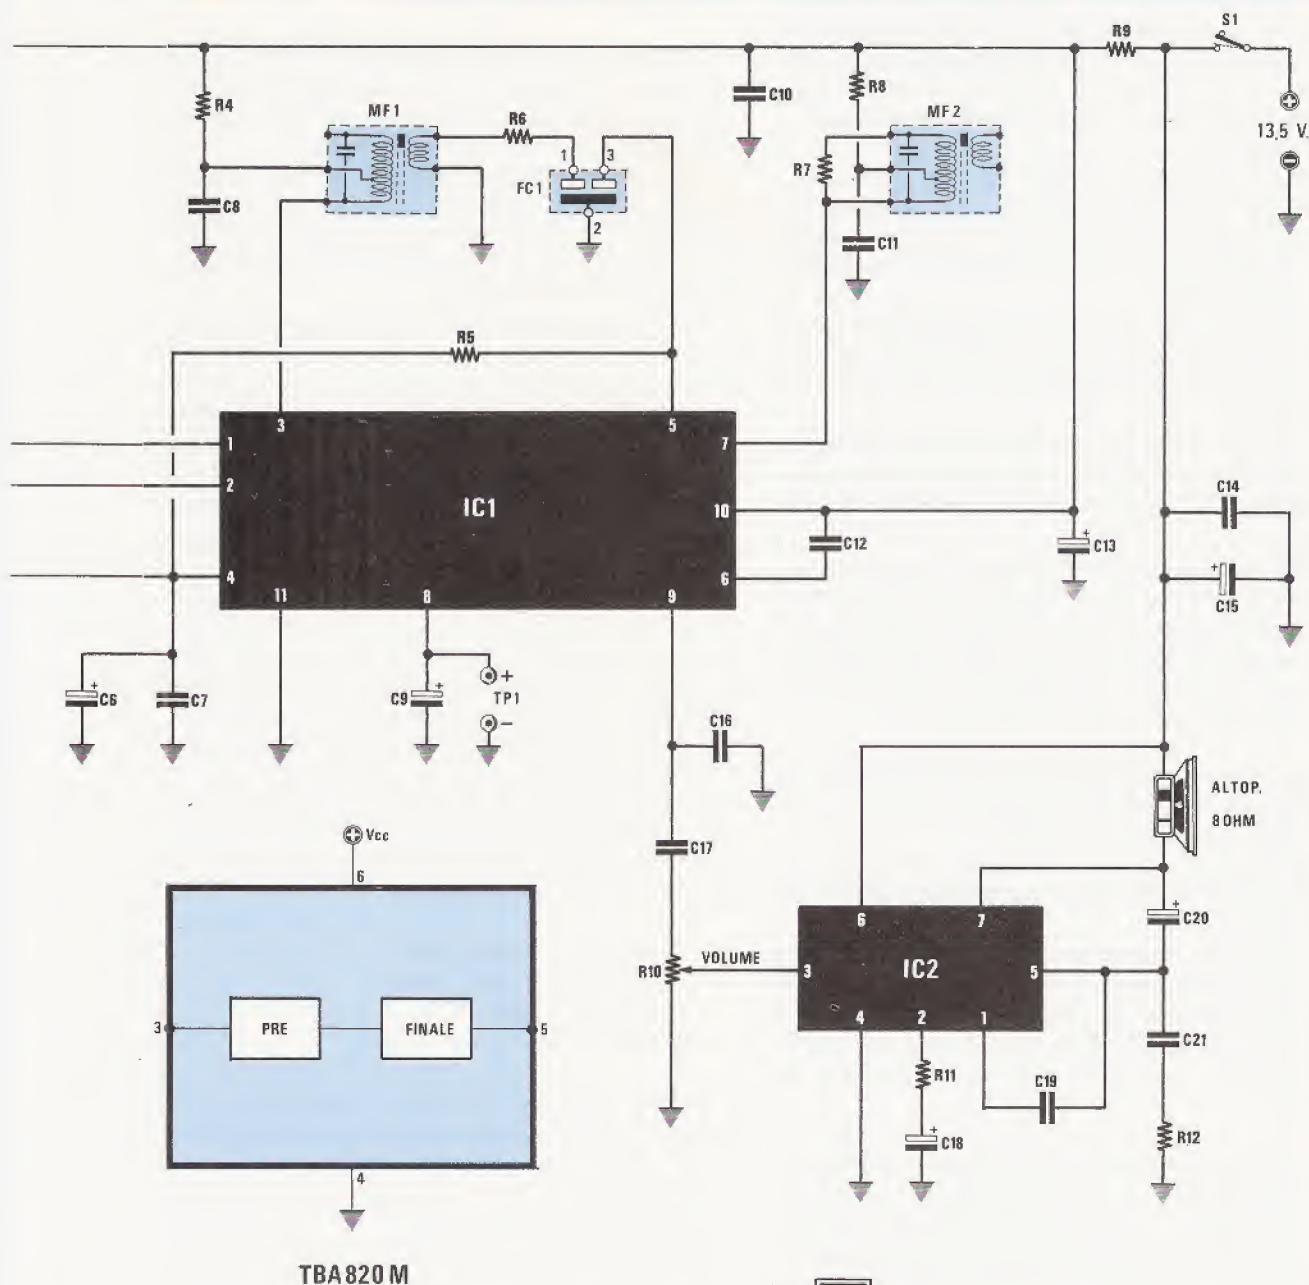 S1
R9
R4
MF1
R6
C10
R8
MF2
13,5 V.
1
3
R7
FC1
C8
2
C11
R5
3
5
1
7
2
IC1
C14
10
C12
C13
4
6
11
8
9
C15
C6
C7
C9
TP1
C16
ALTOP.
8 OHM
Vcc
6
C17
6
7
C20
R10
VOLUME
3
IC2
5
3
PRE
FINALE
5
4
2
1
C21
R11
C19
C18
R12
4
TBA820M